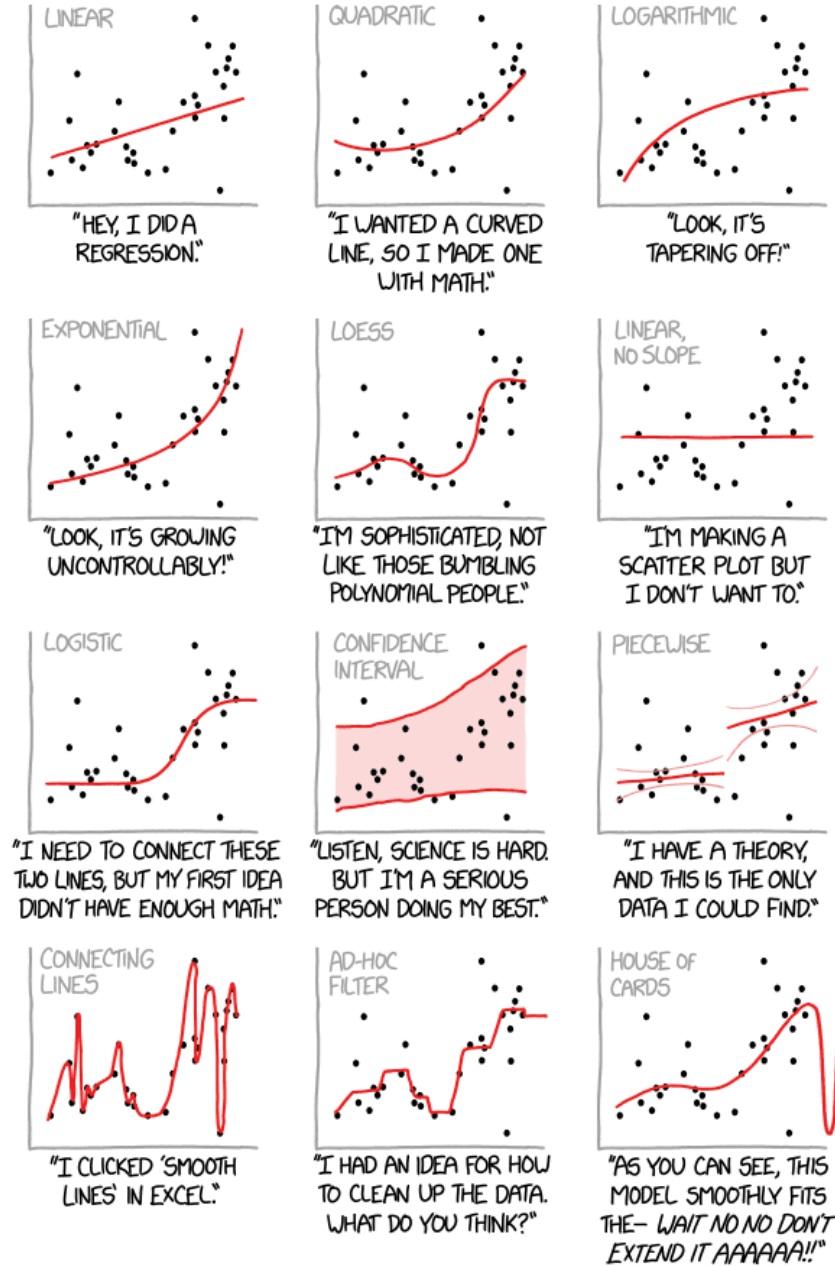 LINEAR
"HEY, I DID A
REGRESSION."
QUADRATIC
"I WANTED A CURVED
LINE, SO I MADE ONE
WITH MATH."
LOGARITHMIC
"LOOK, IT'S
TAPERING OFF!"
EXPONENTIAL
"LOOK, IT'S GROWING
UNCONTROLLABLY!"
LOESS
"I'M SOPHISTICATED, NOT
LIKE THOSE BUMBLING
POLYNOMIAL PEOPLE."
LINEAR,
NO SLOPE
"I'M MAKING A
SCATTER PLOT BUT
I DON'T WANT TO."
LOGISTIC
"I NEED TO CONNECT THESE
TWO LINES, BUT MY FIRST IDEA
DIDN'T HAVE ENOUGH MATH."
CONFIDENCE
INTERVAL
"LISTEN, SCIENCE IS HARD.
BUT I'M A SERIOUS
PERSON DOING MY BEST."
PIECEWISE
"I HAVE A THEORY,
AND THIS IS THE ONLY
DATA I COULD FIND."
CONNECTING
LINES
"I CLICKED 'SMOOTH
LINES' IN EXCEL."
AD-HOC
FILTER
"I HAD AN IDEA FOR HOW
TO CLEAN UP THE DATA.
WHAT DO YOU THINK?"
HOUSE OF
CARDS
"AS YOU CAN SEE, THIS
MODEL SMOOTHLY FITS
THE– WAIT NO NO DON'T
EXTEND IT AAAAAA!!"